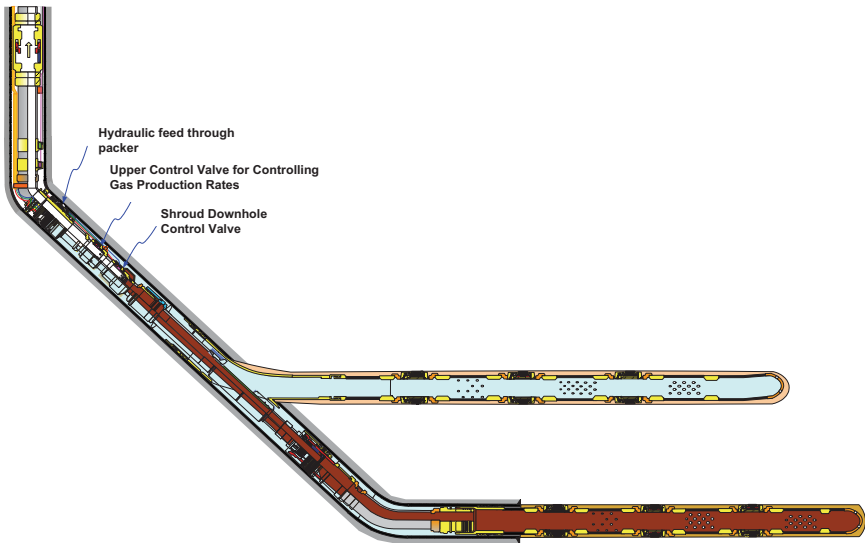 Hydraulic feed through
packer
Upper Control Valve for Controlling
Gas Production Rates
Shroud Downhole
Control Valve